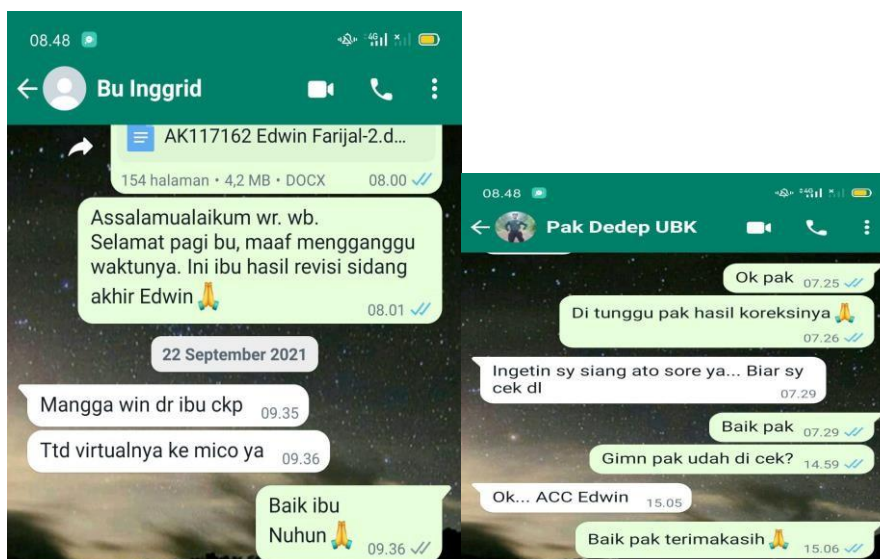 08.48
Bu Inggrid
AK117162 Edwin Farijal-2.d...
154 halaman • 4,2 MB • DOCX 08.00
Assalamualaikum wr. wb.
Selamat pagi bu, maaf mengganggu
waktunya. Ini ibu hasil revisi sidang
akhir Edwin🙏
08.01
22 September 2021
Mangga win dr ibu ckp 09.35
Ttd virtualnya ke mico ya 09.36
Baik ibu
Nuhun🙏 09.36
08.48
Pak Dedep UBK
Ok pak 07.25
Di tunggu pak hasil koreksinya🙏
07.26
Ingetin sy siang ato sore ya... Biar sy
cek dl 07.29
Baik pak 07.29
Gimn pak udah di cek? 14.59
Ok... ACC Edwin 15.05
Baik pak terimakasih🙏 15.06